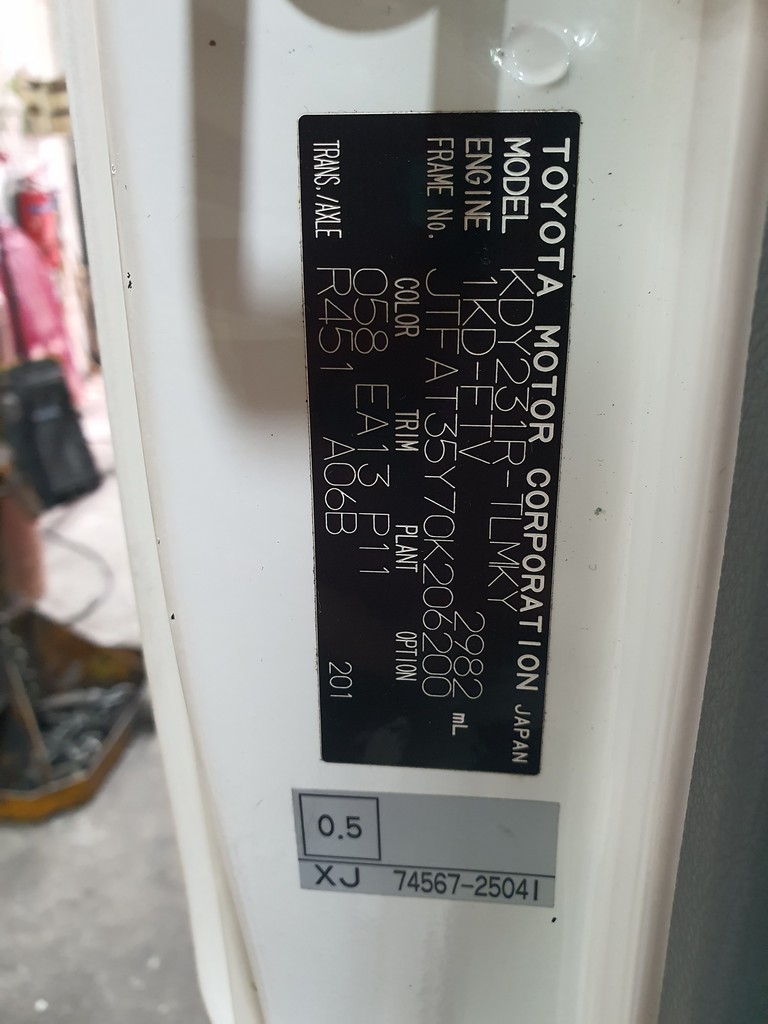 TOYOTA MOTOR CORPORATION JAPAN
MODEL KDY231R-TLMKY
ENGINE 1KD-FTV 2982 mL
FRAME No. JTFAT35Y70K206200
COLOR TRIM PLANT OPTION
058 EA13 P11
TRANS./AXLE R451 A06B 201
0.5
XJ 74567-25041